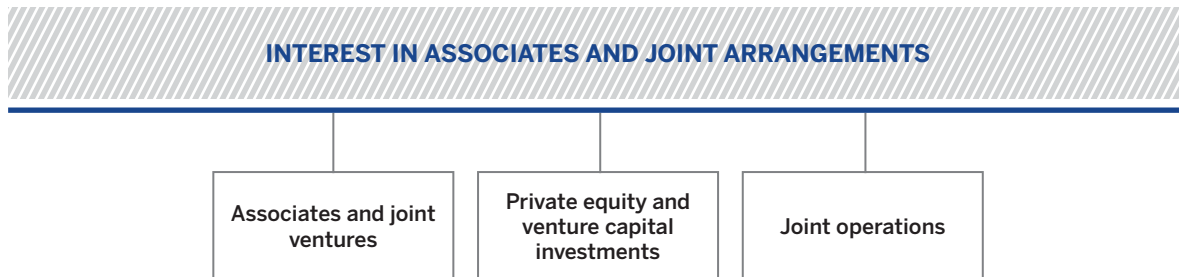 INTEREST IN ASSOCIATES AND JOINT ARRANGEMENTS
Associates and joint
ventures
Private equity and
venture capital
investments
Joint operations